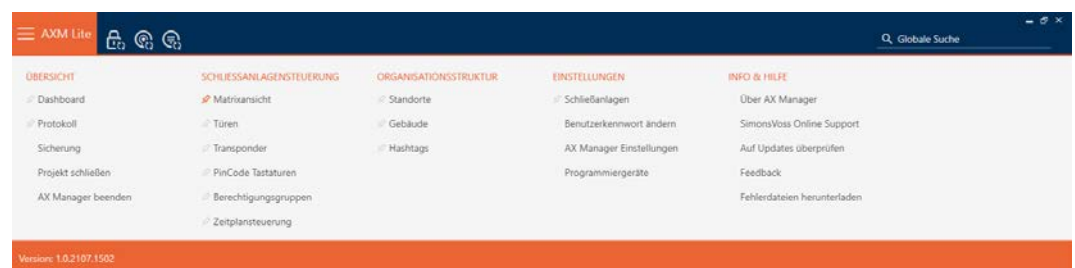 AXM Lite
Globale Suche
ÜBERSICHT
Dashboard
Protokoll
Sicherung
Projekt schließen
AX Manager beenden
SCHLIESSANLAGENSTEUERUNG
Matrixansicht
Türen
Transponder
PinCode Tastaturen
Berechtigungsgruppen
Zeitplansteuerung
ORGANISATIONSSTRUKTUR
Standorte
Gebäude
Hashtags
EINSTELLUNGEN
Schließanlagen
Benutzerkennwort ändern
AX Manager Einstellungen
Programmiergeräte
INFO & HILFE
Über AX Manager
SimonsVoss Online Support
Auf Updates überprüfen
Feedback
Fehlerdateien herunterladen
Version: 1.0.2107.1502